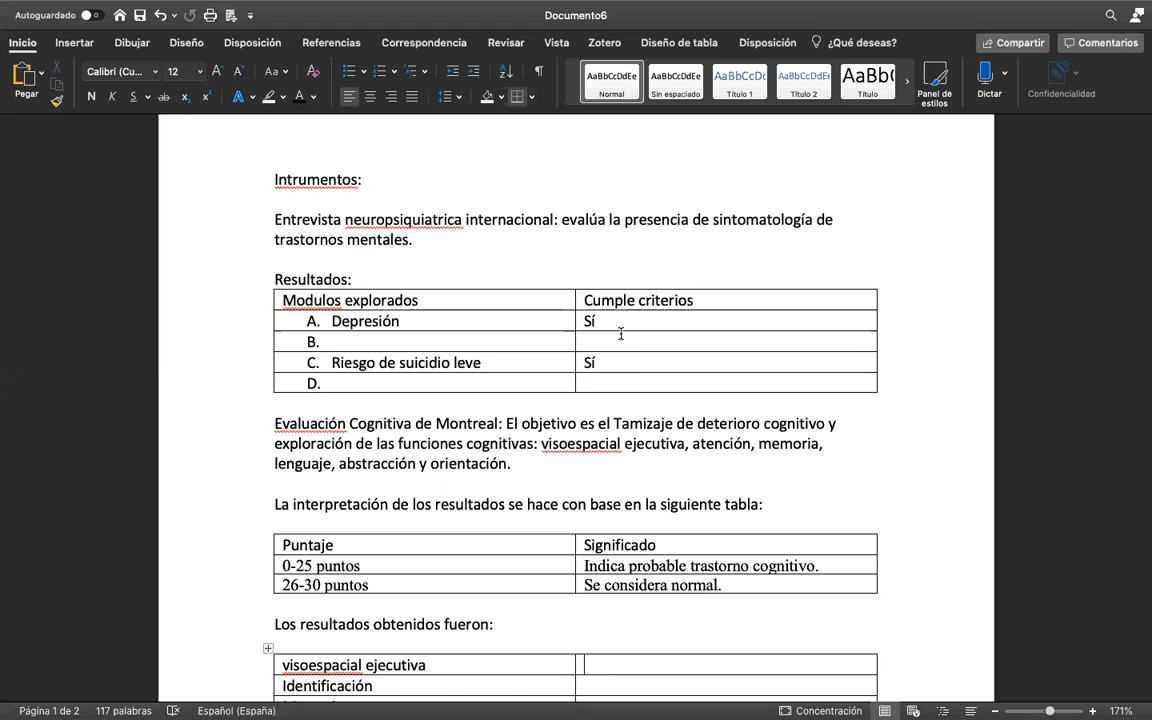 Autoguardado
Documento6
Inicio Insertar Dibujar Diseño Disposición Referencias Correspondencia Revisar Vista Zotero Diseño de tabla Disposición ¿Qué deseas? Compartir Comentarios
Pegar
Calibri (Cu... 12
N K S ab x₂ x²
AaBbCcDdEe Normal
AaBbCcDdEe Sin espaciado
AaBbCcDc Título 1
AaBbCcDdEe Título 2
AaBb( Título
Panel de estilos
Dictar
Confidencialidad
Intrumentos:
Entrevista neuropsiquiatrica internacional: evalúa la presencia de sintomatología de
trastornos mentales.
Resultados:
Modulos explorados Cumple criterios
A. Depresión Sí
B.
C. Riesgo de suicidio leve Sí
D.
Evaluación Cognitiva de Montreal: El objetivo es el Tamizaje de deterioro cognitivo y
exploración de las funciones cognitivas: visoespacial ejecutiva, atención, memoria,
lenguaje, abstracción y orientación.
La interpretación de los resultados se hace con base en la siguiente tabla:
Puntaje Significado
0-25 puntos Indica probable trastorno cognitivo.
26-30 puntos Se considera normal.
Los resultados obtenidos fueron:
visoespacial ejecutiva
Identificación
Página 1 de 2 117 palabras Español (España) Concentración 171%